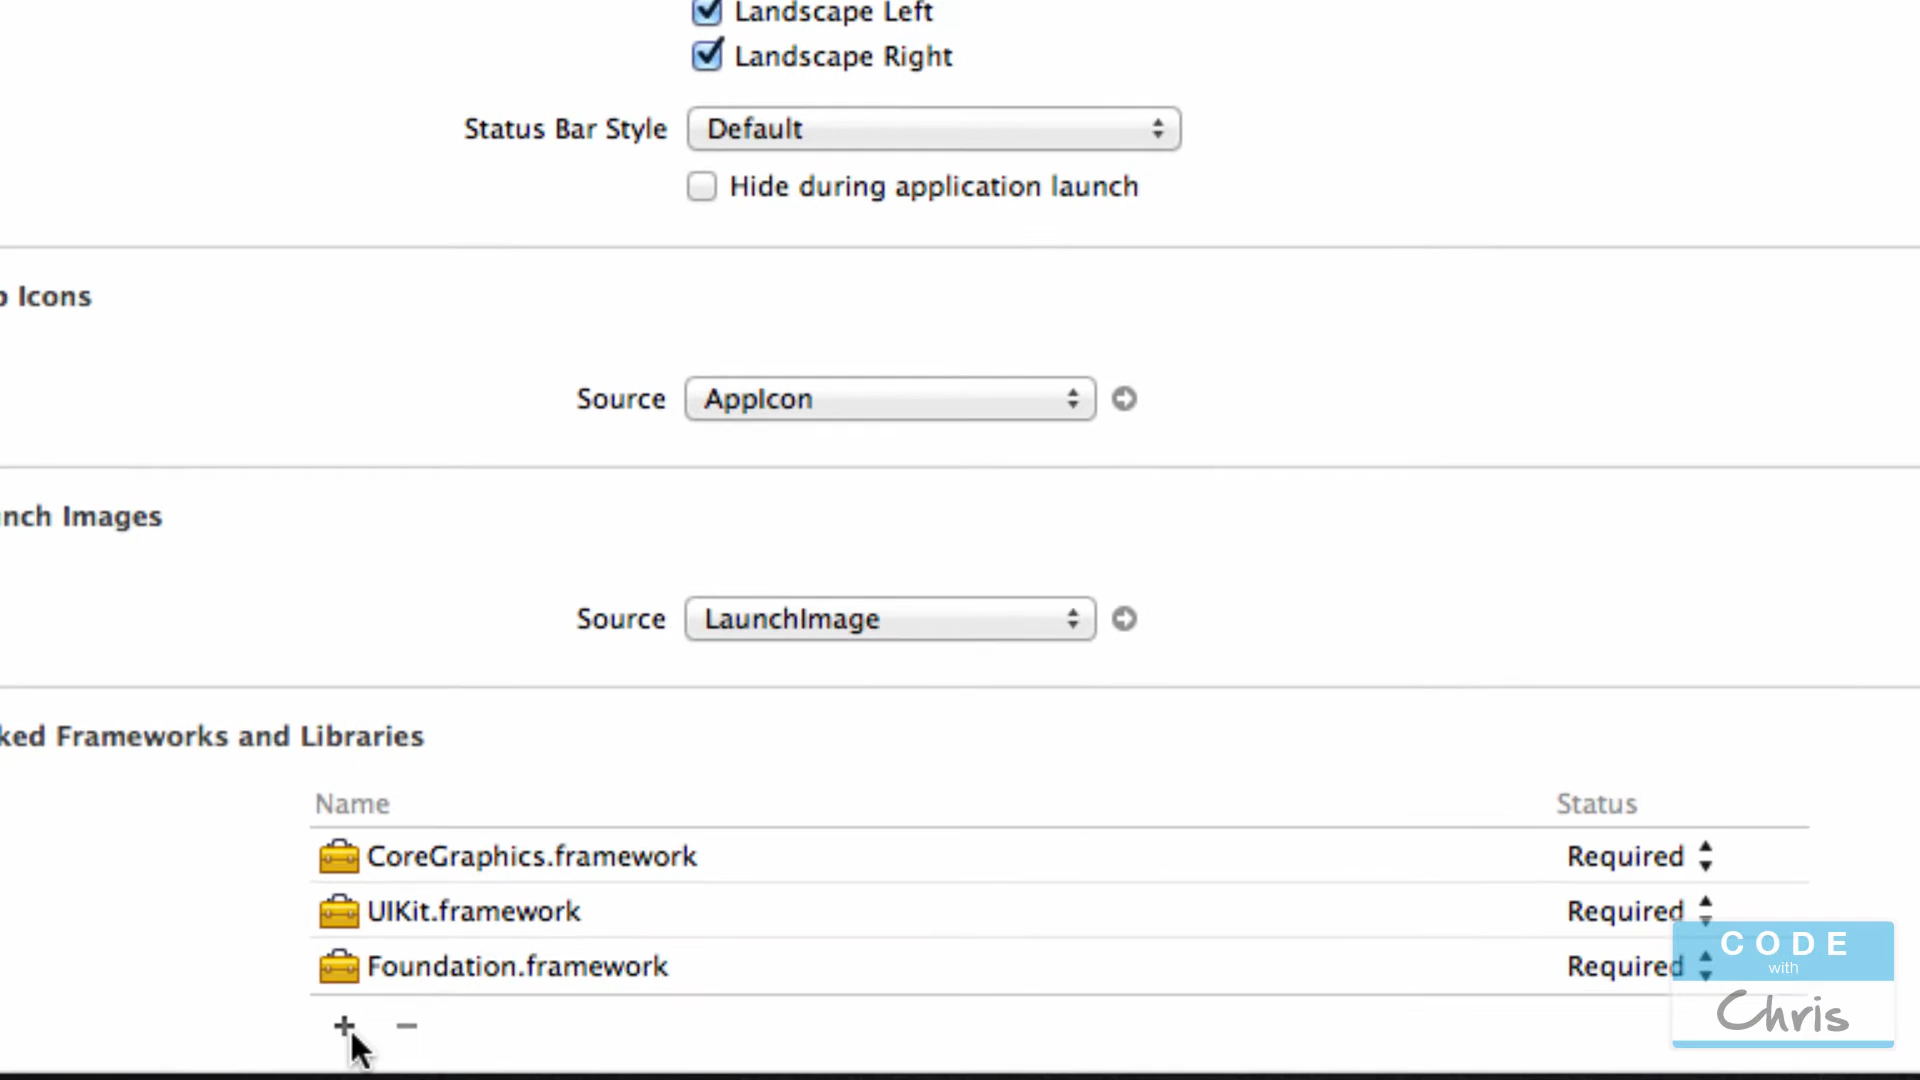 Landscape Left
Landscape Right
Status Bar Style Default
Hide during application launch
p Icons
Source AppIcon
nch Images
Source LaunchImage
ked Frameworks and Libraries
Name Status
CoreGraphics.framework Required
UIKit.framework Required
Foundation.framework Required
CODE
with
Chris